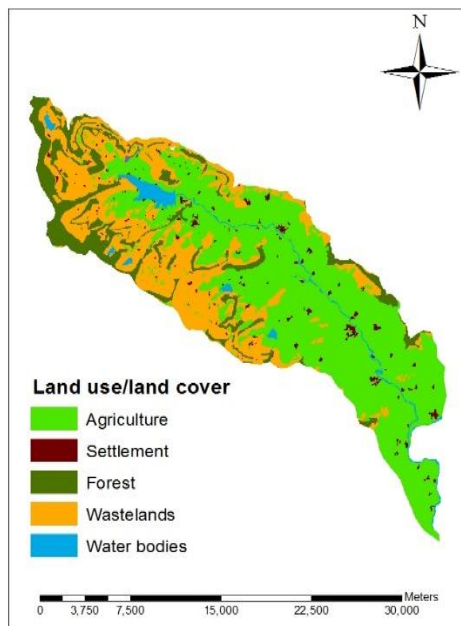 N
Land use/land cover
Agriculture
Settlement
Forest
Wastelands
Water bodies
Meters
0 3,750 7,500 15,000 22,500 30,000